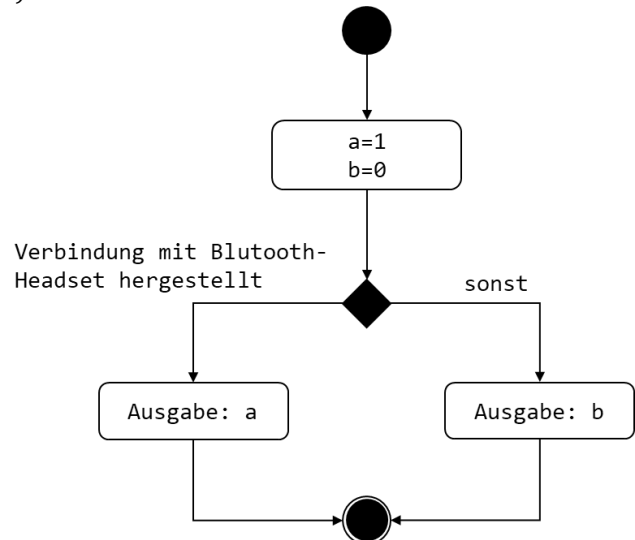 a=1
b=0
Verbindung mit Blutooth-
Headset hergestellt
sonst
Ausgabe: a
Ausgabe: b